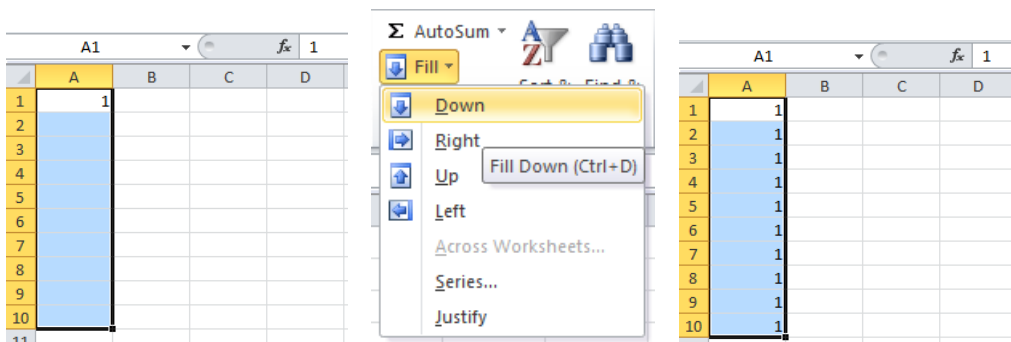 A1 fx 1
A B C D
1 1
2
3
4
5
6
7
8
9
10
11
Σ AutoSum
Fill
Down
Right
Fill Down (Ctrl+D)
Up
Left
Across Worksheets...
Series...
Justify
A1 fx 1
A B C D
1 1
2 1
3 1
4 1
5 1
6 1
7 1
8 1
9 1
10 1